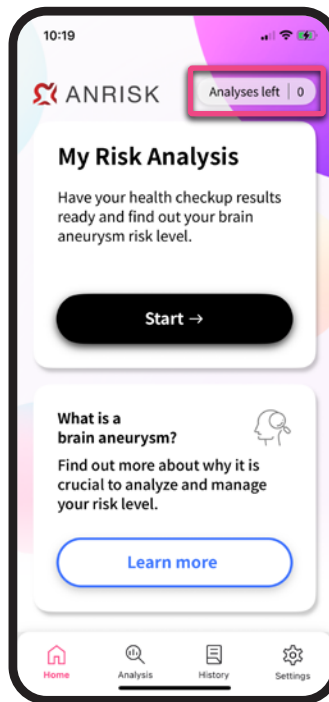 10:19
ANRISK
Analyses left | 0
My Risk Analysis
Have your health checkup results
ready and find out your brain
aneurysm risk level.
Start →
What is a
brain aneurysm?
Find out more about why it is
crucial to analyze and manage
your risk level.
Learn more
Home Analysis History Settings